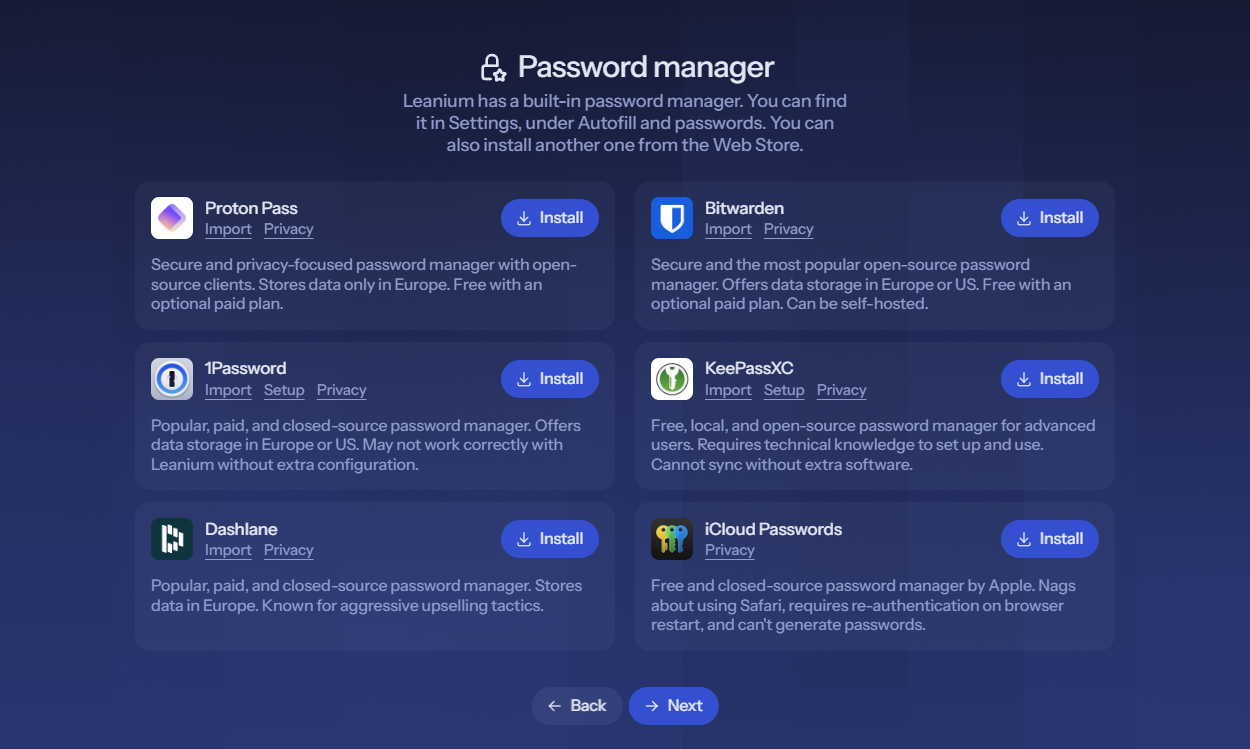 Password manager
Leanium has a built-in password manager. You can find
it in Settings, under Autofill and passwords. You can
also install another one from the Web Store.
Proton Pass
Import Privacy
Install
Secure and privacy-focused password manager with open-
source clients. Stores data only in Europe. Free with an
optional paid plan.
Bitwarden
Import Privacy
Install
Secure and the most popular open-source password
manager. Offers data storage in Europe or US. Free with an
optional paid plan. Can be self-hosted.
1Password
Import Setup Privacy
Install
Popular, paid, and closed-source password manager. Offers
data storage in Europe or US. May not work correctly with
Leanium without extra configuration.
KeePassXC
Import Setup Privacy
Install
Free, local, and open-source password manager for advanced
users. Requires technical knowledge to set up and use.
Cannot sync without extra software.
Dashlane
Import Privacy
Install
Popular, paid, and closed-source password manager. Stores
data in Europe. Known for aggressive upselling tactics.
iCloud Passwords
Privacy
Install
Free and closed-source password manager by Apple. Nags
about using Safari, requires re-authentication on browser
restart, and can't generate passwords.
Back
Next